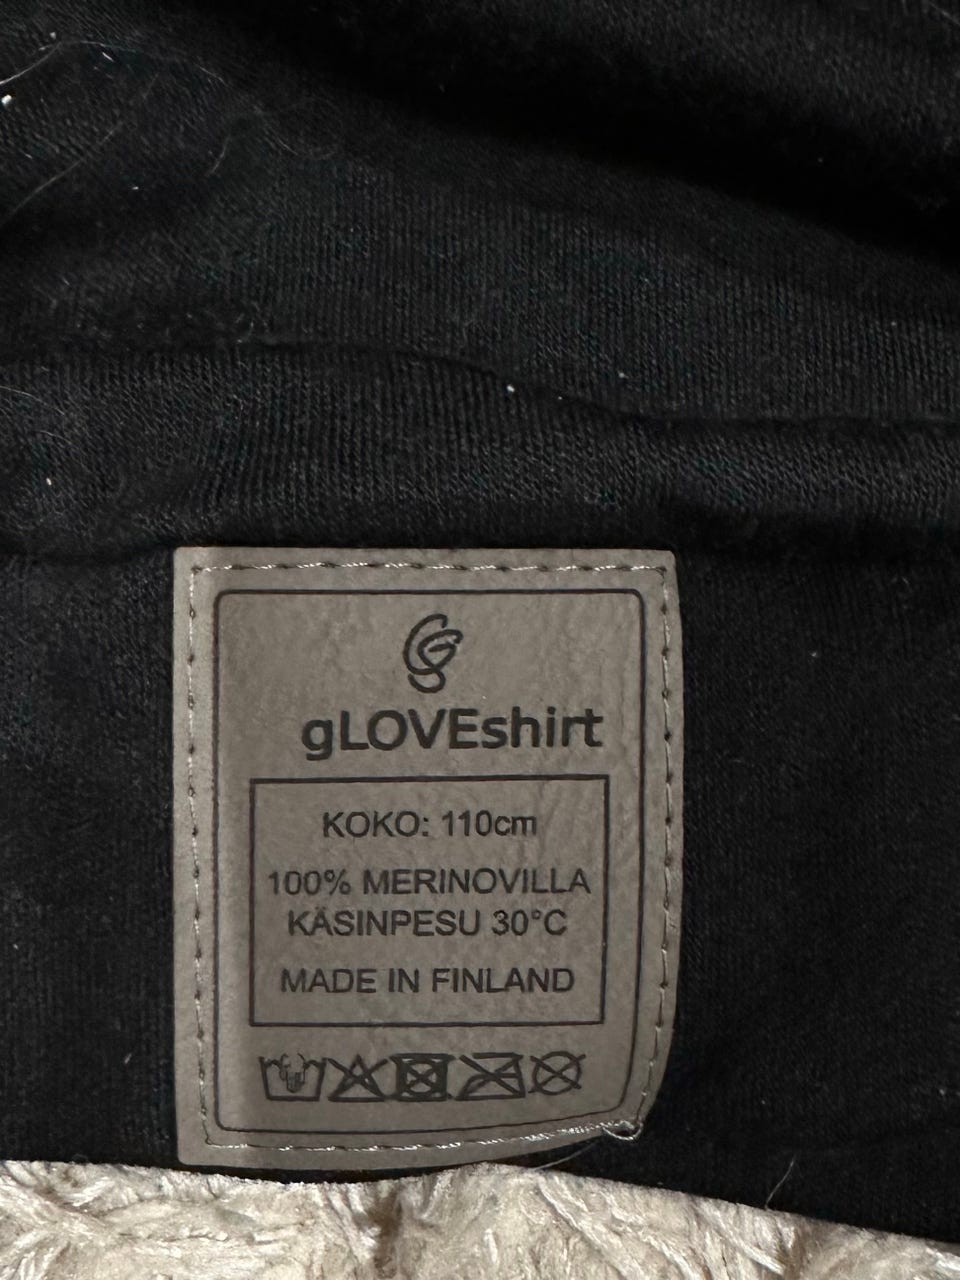 gLOVEshirt
KOKO: 110cm
100% MERINOVILLA
KÄSINPESU 30°C
MADE IN FINLAND